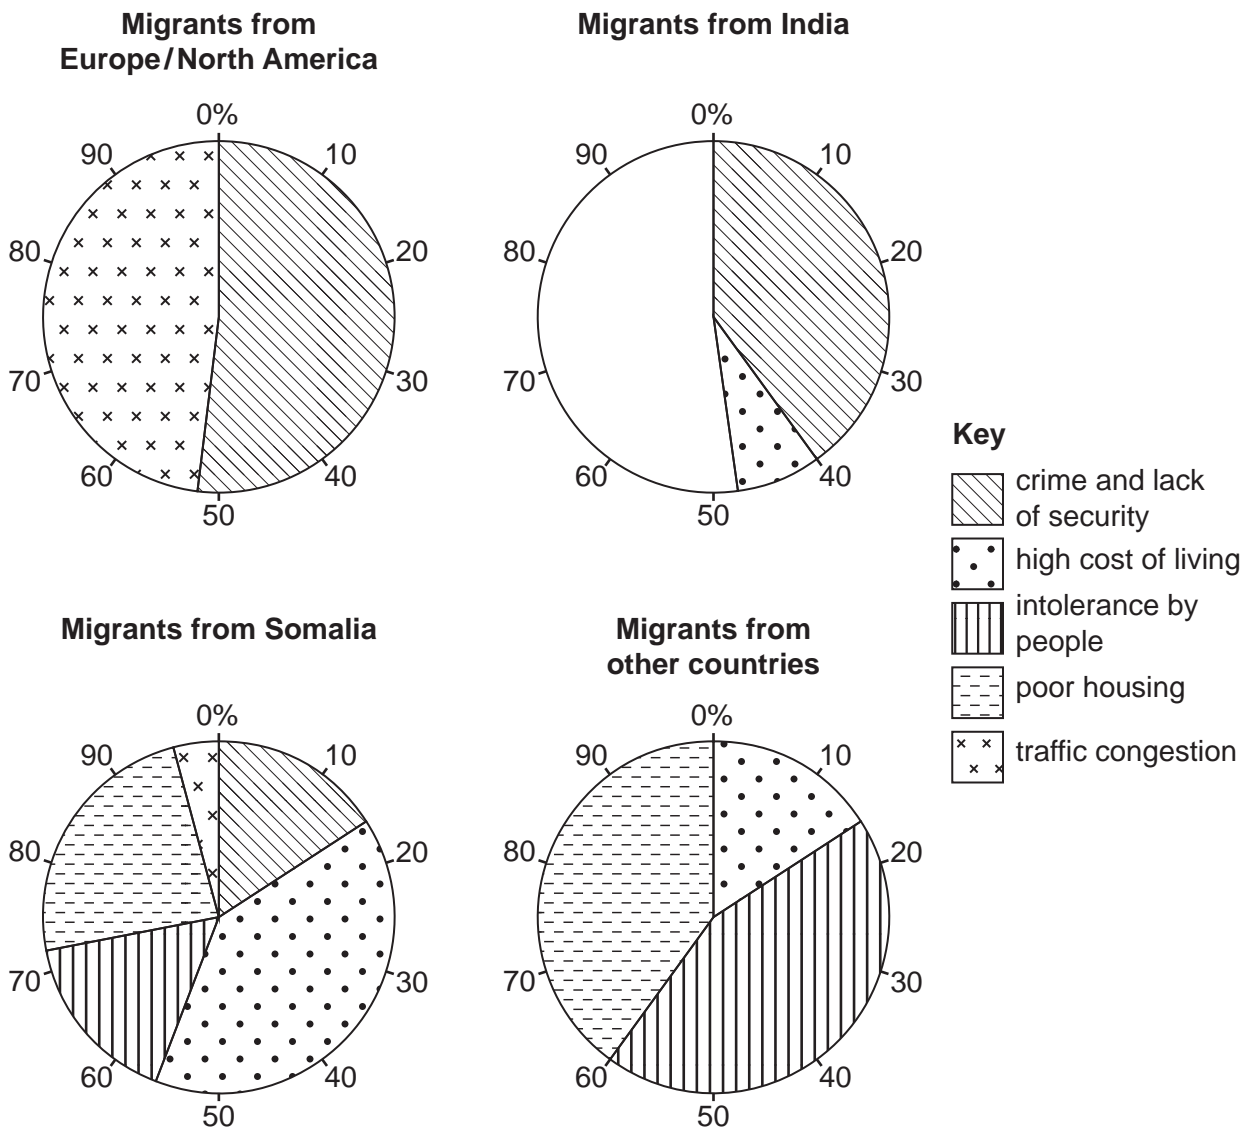 Migrants from
Europe/North America
0%
10
20
30
40
50
60
70
80
90
Migrants from India
0%
10
20
30
40
50
60
70
80
90
Migrants from Somalia
0%
10
20
30
40
50
60
70
80
90
Migrants from
other countries
0%
10
20
30
40
50
60
70
80
90
Key
crime and lack
of security
high cost of living
intolerance by
people
poor housing
traffic congestion